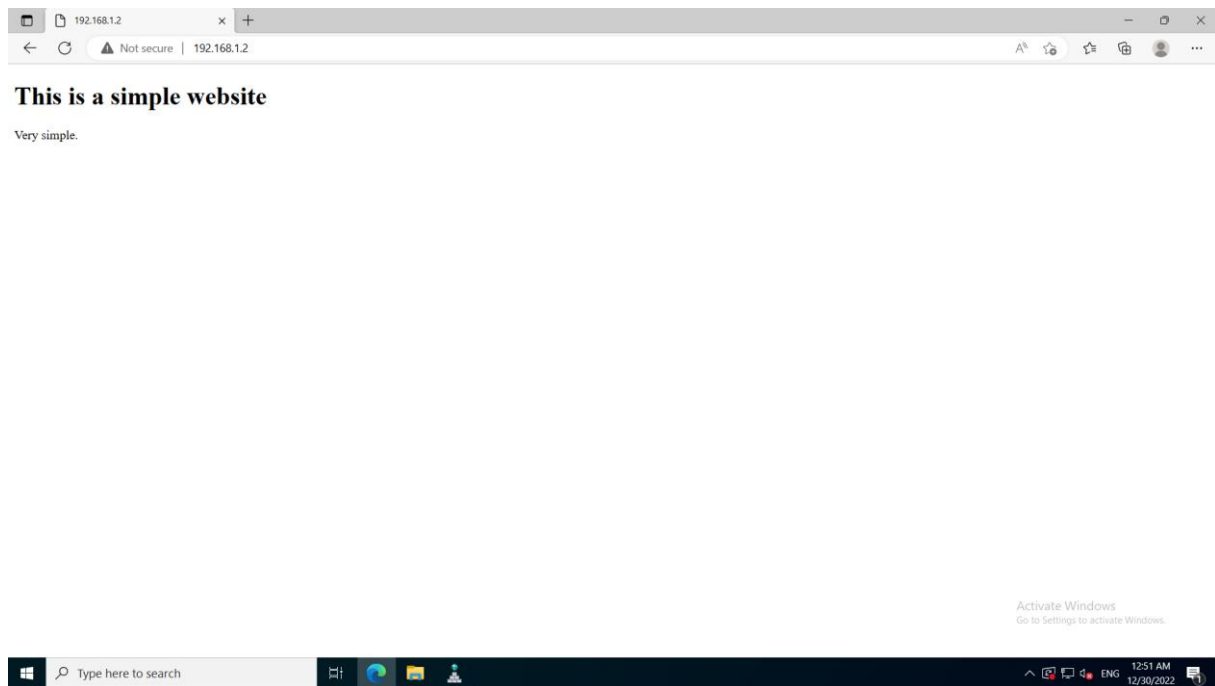 192.168.1.2
Not secure | 192.168.1.2
This is a simple website
Very simple.
Activate Windows
Go to Settings to activate Windows.
Type here to search
ENG
12:51 AM
12/30/2022
1